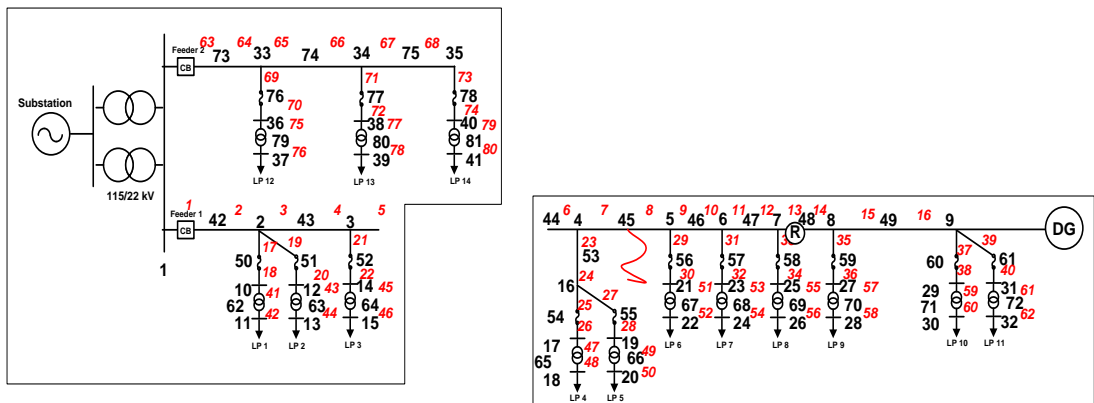 63 64 65 66 67 68
Feeder 2
73 33 74 34 75 35
CB
69 71 73
76 77 78
70 72 74
Substation
36 75 38 77 40 79
79 80 81
37 76 39 78 41 80
LP 12 LP 13 LP 14
115/22 kV
1 2 3 4 5
Feeder 1
42 2 43 3
CB
17 19 21
50 51 52
18 20 22
1
10 41 12 43 14 45
62 63 64
11 42 13 44 15 46
LP 1 LP 2 LP 3
6 7 8 9 10 11 12 13 14 15 16
44 4 45 5 46 6 47 7 48 8 49 9
R
DG
23 29 31 35 37 39
53 56 57 58 59 60 61
24 30 32 34 36 38 40
16 27
21 51 23 53 25 55 27 57 29 59 31 61
25
54 55
67 68 69 70 71 60 72
26 28
22 52 24 54 26 56 28 58 30 32 62
LP 6 LP 7 LP 8 LP 9 LP 10 LP 11
17 47 19 49
65 48 66
18 20 50
LP 4 LP 5